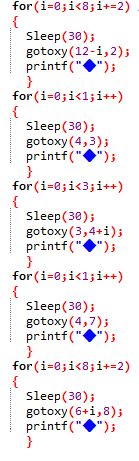 for(i=0;i<8;i+=2)
{
Sleep(30);
gotoxy(12-i,2);
printf("◆");
}
for(i=0;i<1;i++)
{
Sleep(30);
gotoxy(4,3);
printf("◆");
}
for(i=0;i<3;i++)
{
Sleep(30);
gotoxy(3,4+i);
printf("◆");
}
for(i=0;i<1;i++)
{
Sleep(30);
gotoxy(4,7);
printf("◆");
}
for(i=0;i<8;i+=2)
{
Sleep(30);
gotoxy(6+i,8);
printf("◆");
}